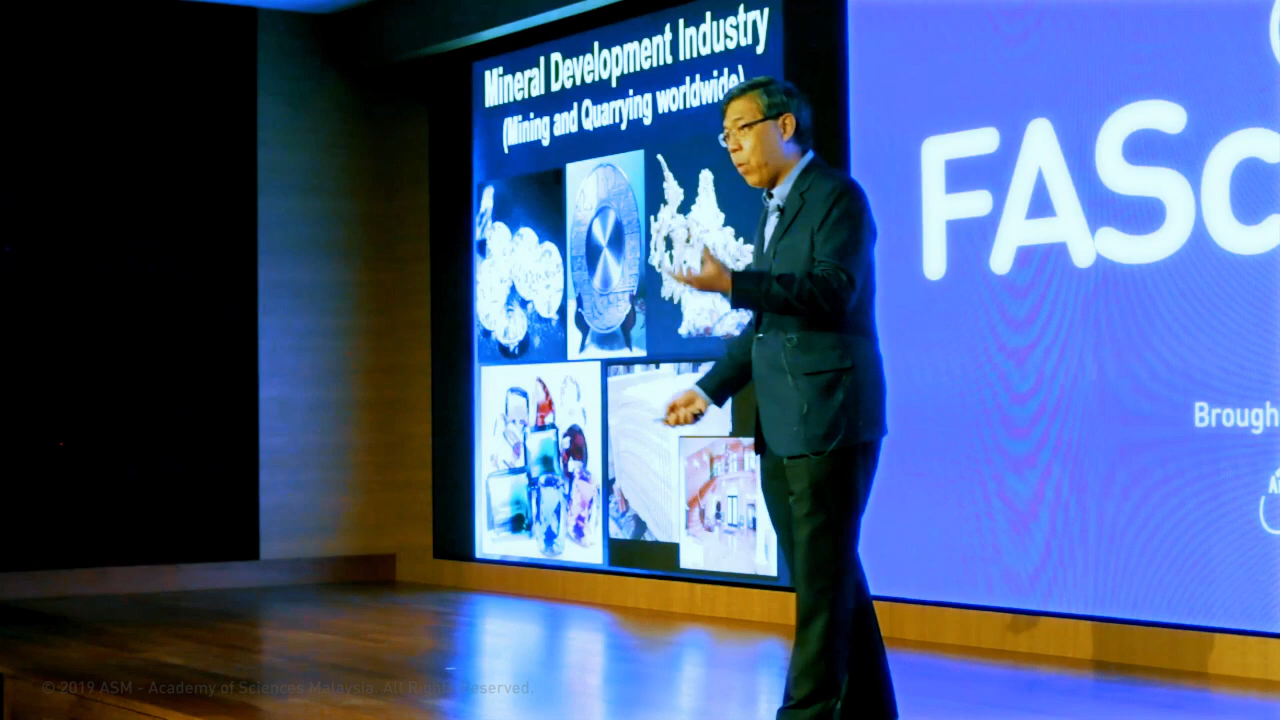 Mineral Development Industry
(Mining and Quarrying worldwide)
FASc
Brough
© 2019 ASM - Academy of Sciences Malaysia. All Rights Reserved.